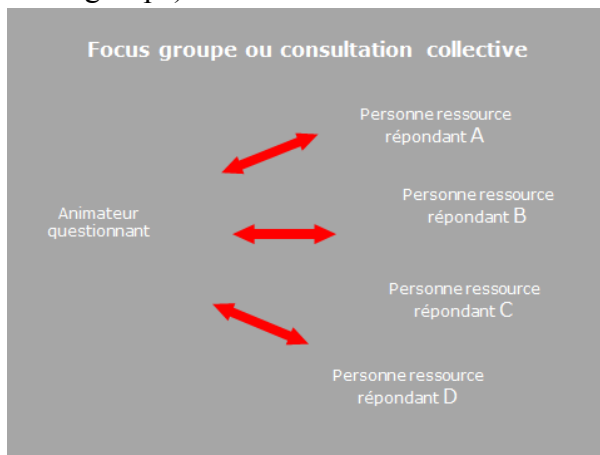 Focus groupe ou consultation collective
Personne ressource
répondant A
Personne ressource
répondant B
Animateur
questionnant
Personne ressource
répondant C
Personne ressource
répondant D